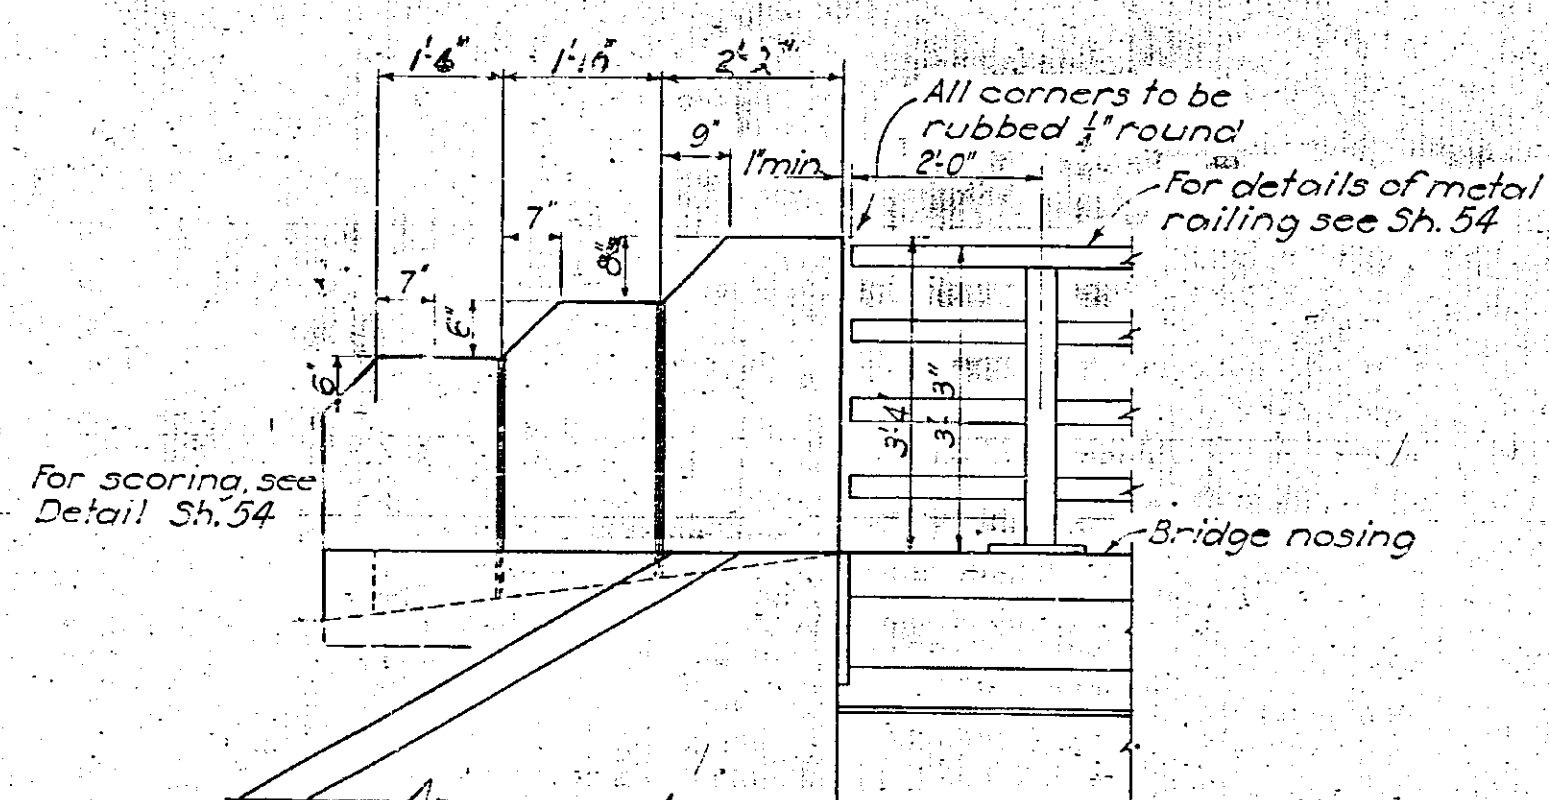 1'-6"
1'-10"
2'-2"
All corners to be
rubbed ¼" round
9"
1"min.
2'-0"
For details of metal
railing see Sh. 54
7"
8"
7"
6"
6"
3'-4"
3'-3"
For scoring, see
Detail Sh. 54
Bridge nosing